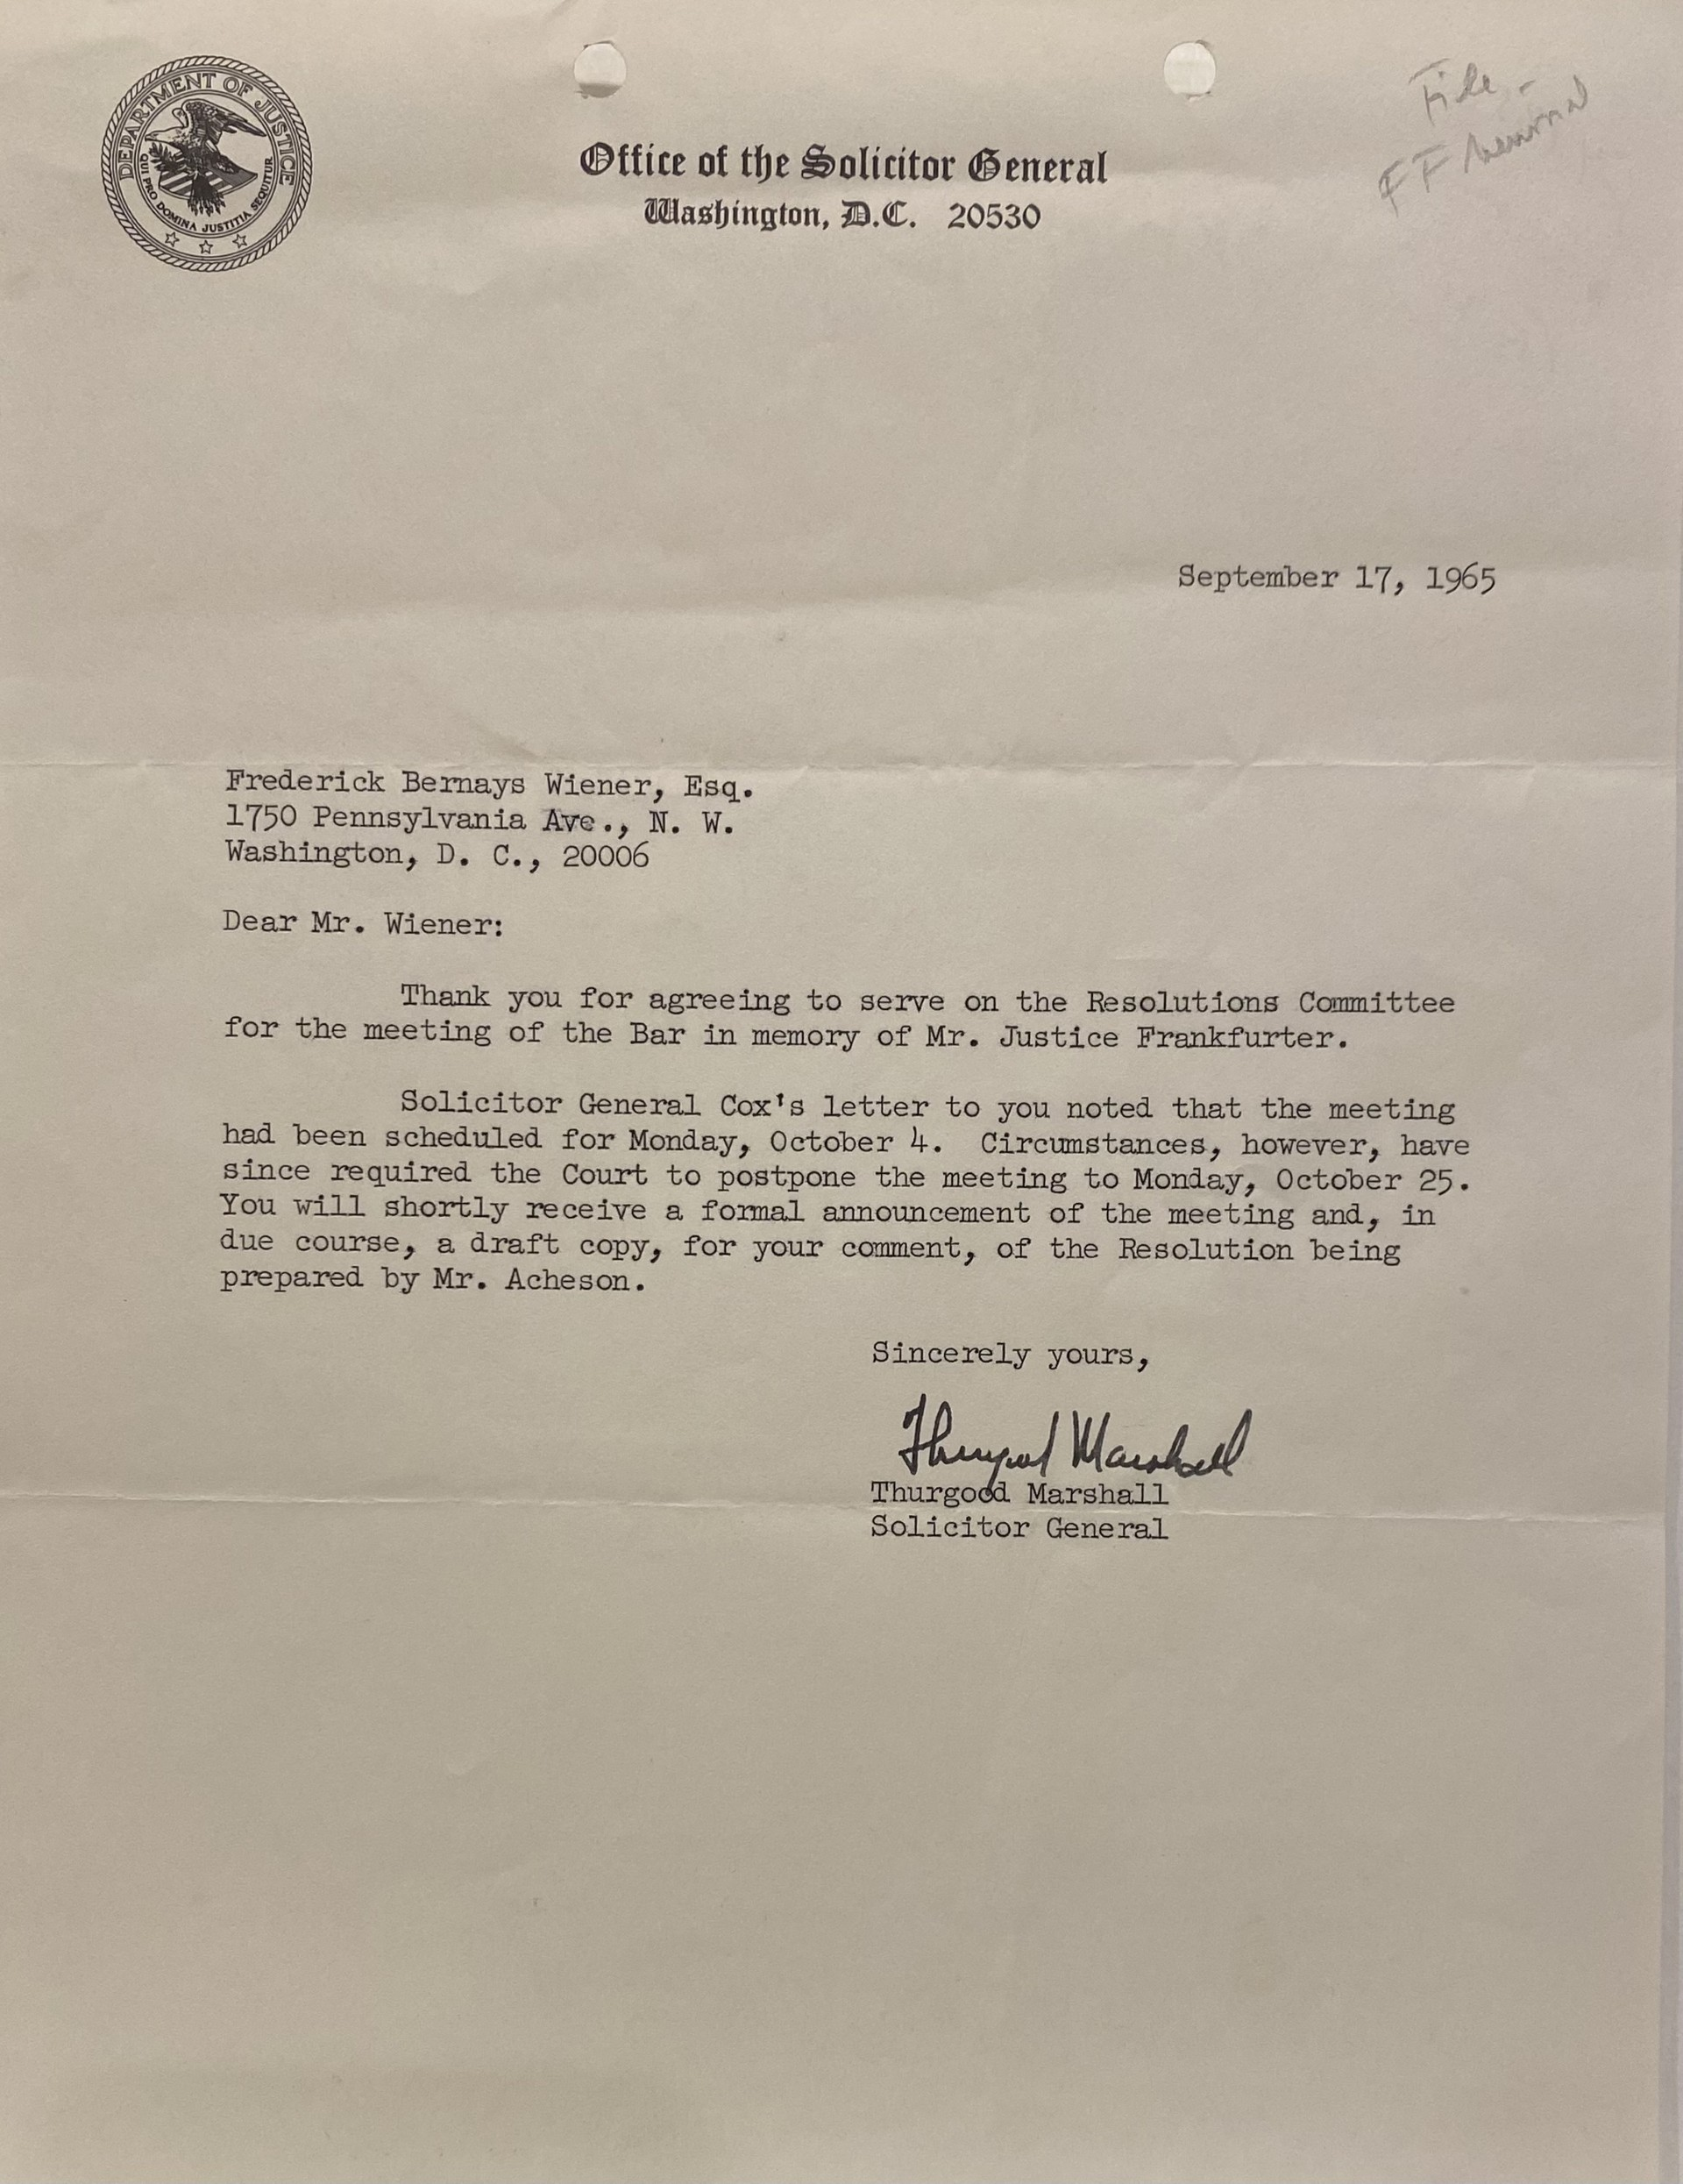 DEPARTMENT OF JUSTICE
QUI PRO DOMINA JUSTITIA SEQUITUR
File -
FF Memorial
Office of the Solicitor General
Washington, D.C. 20530
September 17, 1965
Frederick Bernays Wiener, Esq.
1750 Pennsylvania Ave., N. W.
Washington, D. C., 20006
Dear Mr. Wiener:
Thank you for agreeing to serve on the Resolutions Committee
for the meeting of the Bar in memory of Mr. Justice Frankfurter.
Solicitor General Cox's letter to you noted that the meeting
had been scheduled for Monday, October 4. Circumstances, however, have
since required the Court to postpone the meeting to Monday, October 25.
You will shortly receive a formal announcement of the meeting and, in
due course, a draft copy, for your comment, of the Resolution being
prepared by Mr. Acheson.
Sincerely yours,
Thurgood Marshall
Thurgood Marshall
Solicitor General